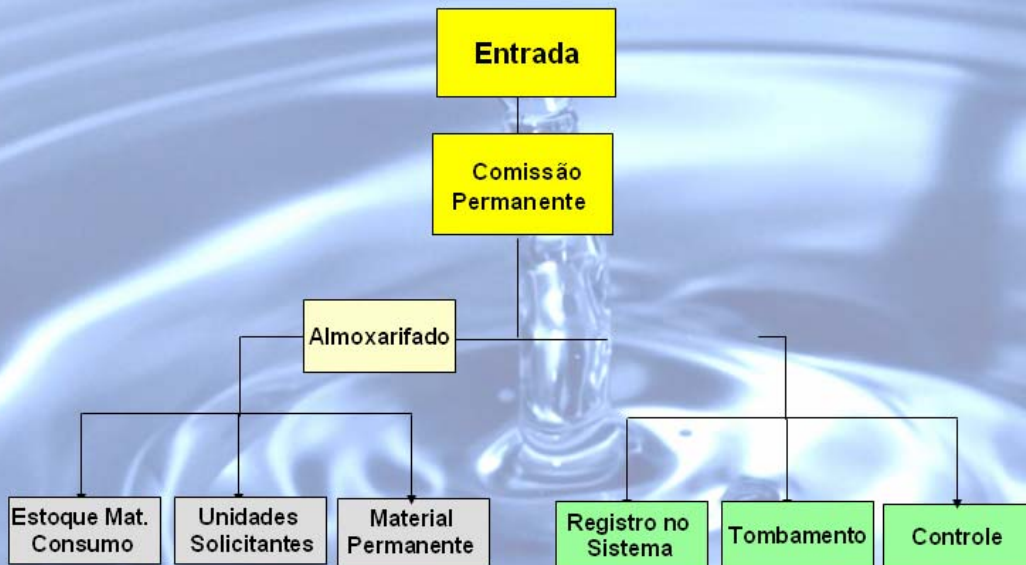 Entrada
Comissão
Permanente
Almoxarifado
Estoque Mat.
Consumo
Unidades
Solicitantes
Material
Permanente
Registro no
Sistema
Tombamento
Controle